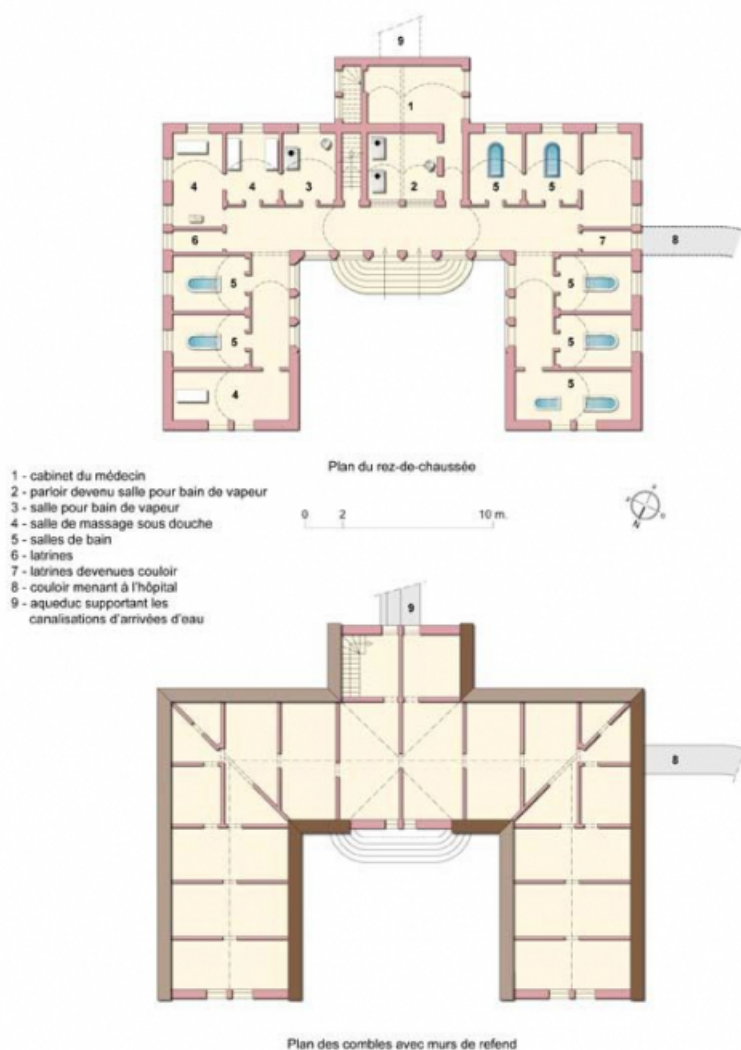 9
1
4
4
3
2
5
5
6
7
8
5
5
5
5
4
5
Plan du rez-de-chaussée
1 - cabinet du médecin
2 - parloir devenu salle pour bain de vapeur
3 - salle pour bain de vapeur
4 - salle de massage sous douche
5 - salles de bain
6 - latrines
7 - latrines devenues couloir
8 - couloir menant à l'hôpital
9 - aqueduc supportant les
canalisations d'arrivées d'eau
0 2 10 m.
N
9
8
Plan des combles avec murs de refend